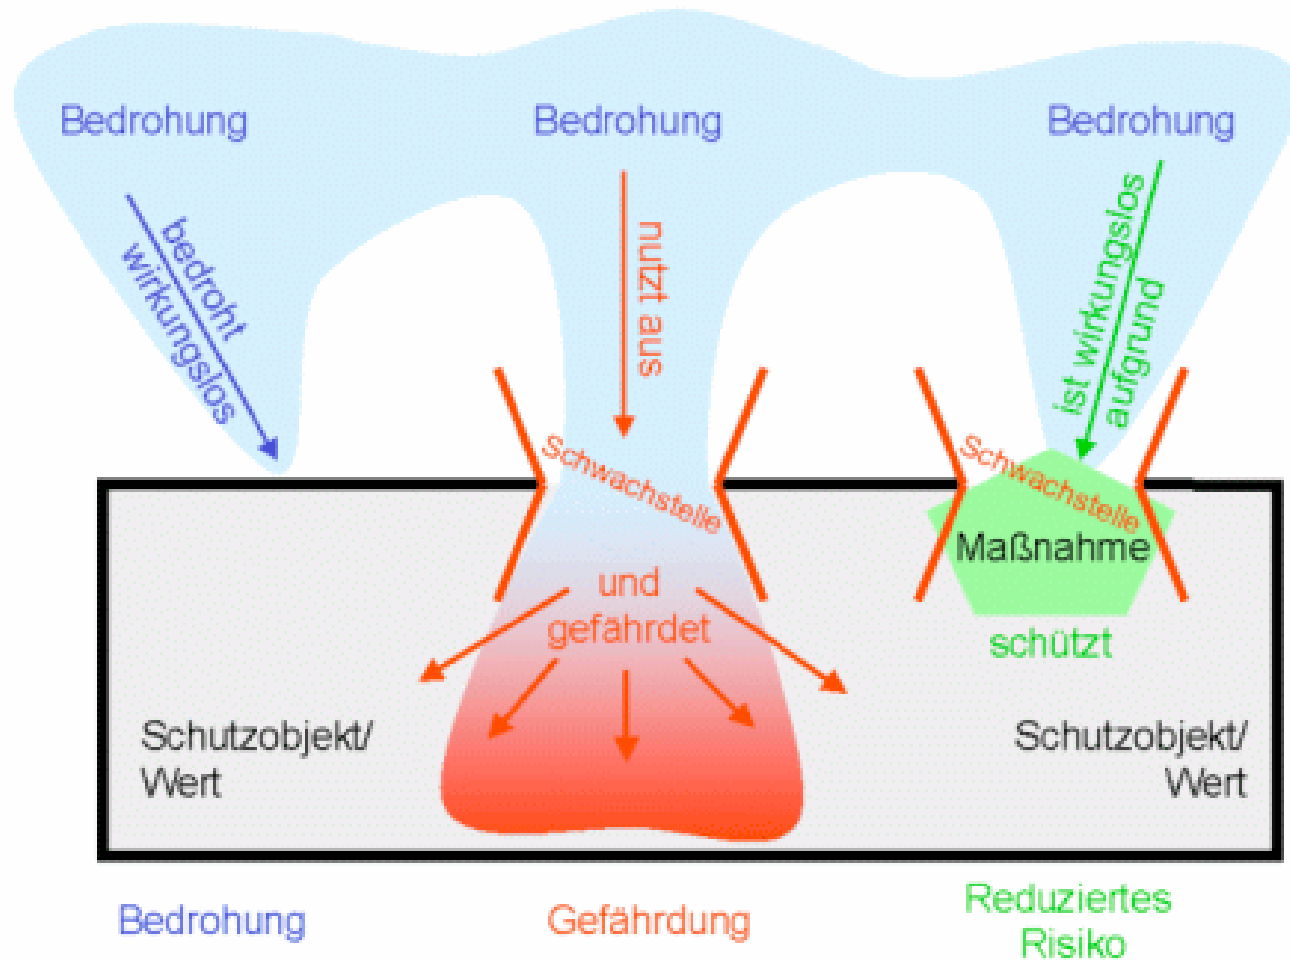 Bedrohung
Bedrohung
Bedrohung
bedroht
wirkungslos
nutzt aus
ist wirkungslos
aufgrund
Schwachstelle
Schwachstelle
Maßnahme
und
gefährdet
schützt
Schutzobjekt/
Wert
Schutzobjekt/
Wert
Bedrohung
Gefährdung
Reduziertes
Risiko